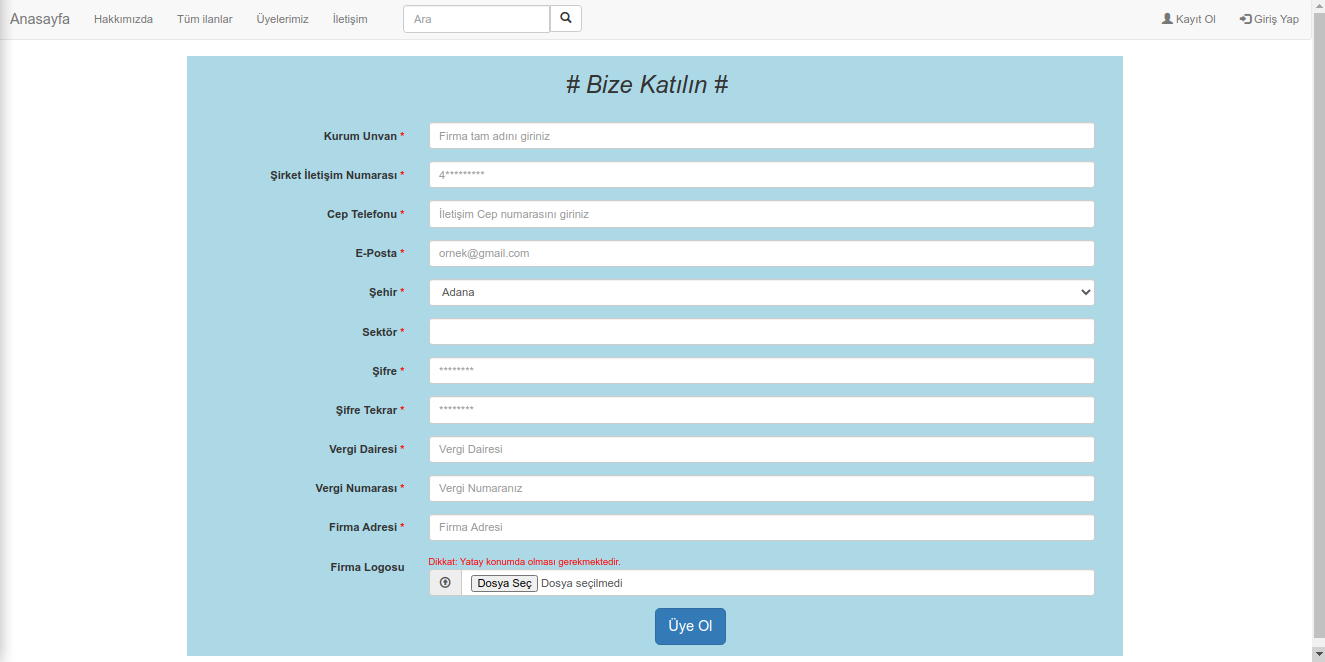 Anasayfa Hakkımızda Tüm ilanlar Üyelerimiz İletişim Ara Kayıt Ol Giriş Yap
# Bize Katılın #
Kurum Unvan * Firma tam adını giriniz
Şirket İletişim Numarası * 4*********
Cep Telefonu * İletişim Cep numarasını giriniz
E-Posta * ornek@gmail.com
Şehir * Adana
Sektör *
Şifre * ********
Şifre Tekrar * ********
Vergi Dairesi * Vergi Dairesi
Vergi Numarası * Vergi Numaranız
Firma Adresi * Firma Adresi
Dikkat: Yatay konumda olması gerekmektedir.
Firma Logosu
Dosya Seç Dosya seçilmedi
Üye Ol